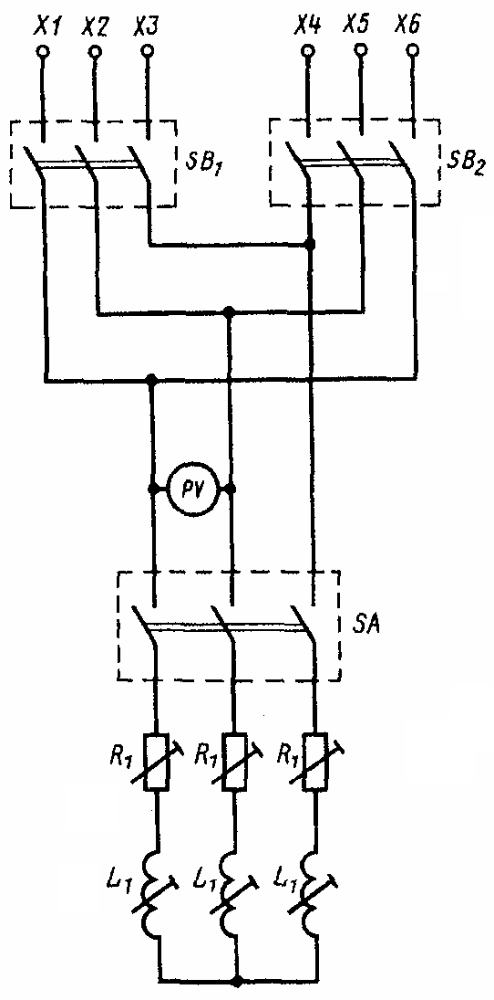 X1 X2 X3 X4 X5 X6
SB1 SB2
PV
SA
R1 R1 R1
L1 L1 L1